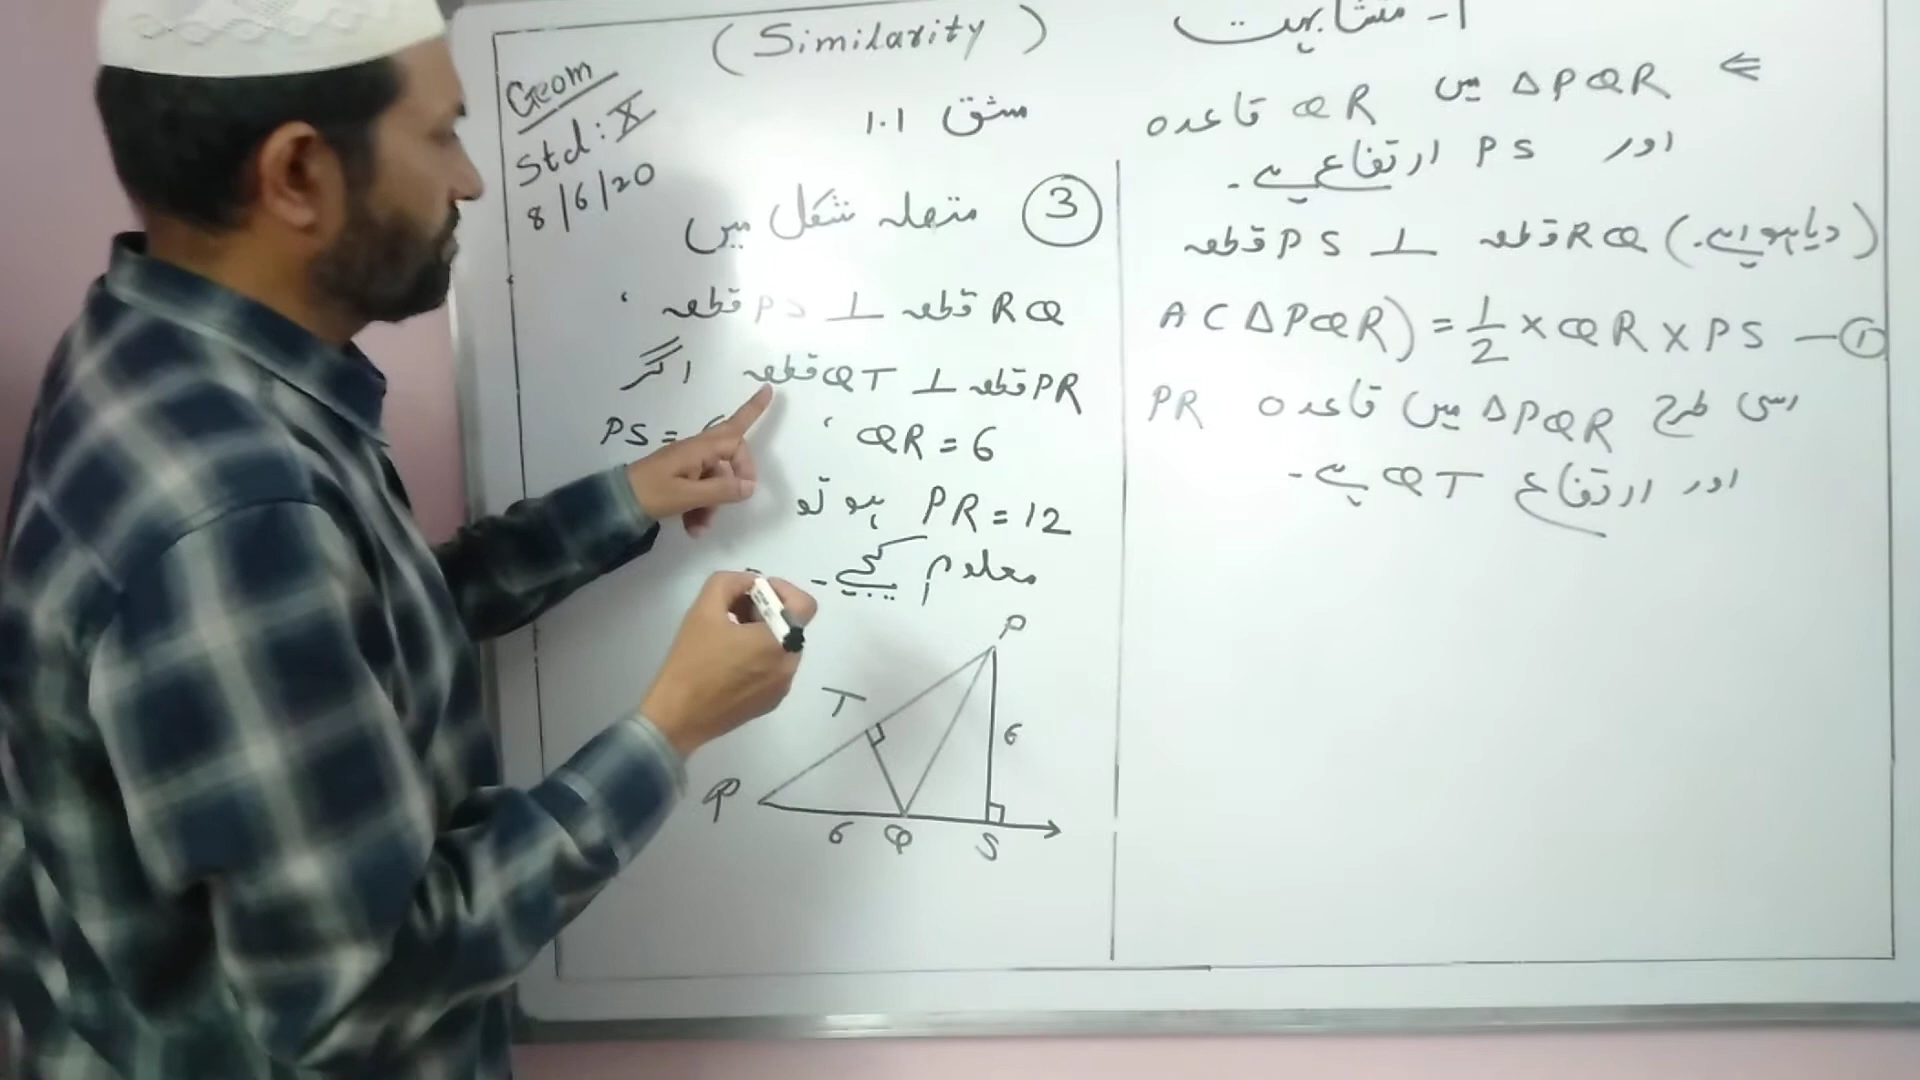 ۱۔ مشابہت
( Similarity )
Geom
Std : X
8/6/20
مشق 1.1
③ متصلہ شکل میں
قطعہ PS ⊥ قطعہ RQ ،
قطعہ QT ⊥ قطعہ PR اگر
QR = 6 ، PS =
PR = 12 ہو تو
معلوم کیجیے۔
P
T
6
R
6 Q S
⇐ ΔPQR میں QR قاعدہ
اور PS ارتفاع ہے۔
قطعہ PS ⊥ قطعہ RQ (دیا ہوا ہے۔)
A(ΔPQR) = 1/2 × QR × PS — ①
اسی طرح ΔPQR میں قاعدہ PR
اور ارتفاع QT ہے۔